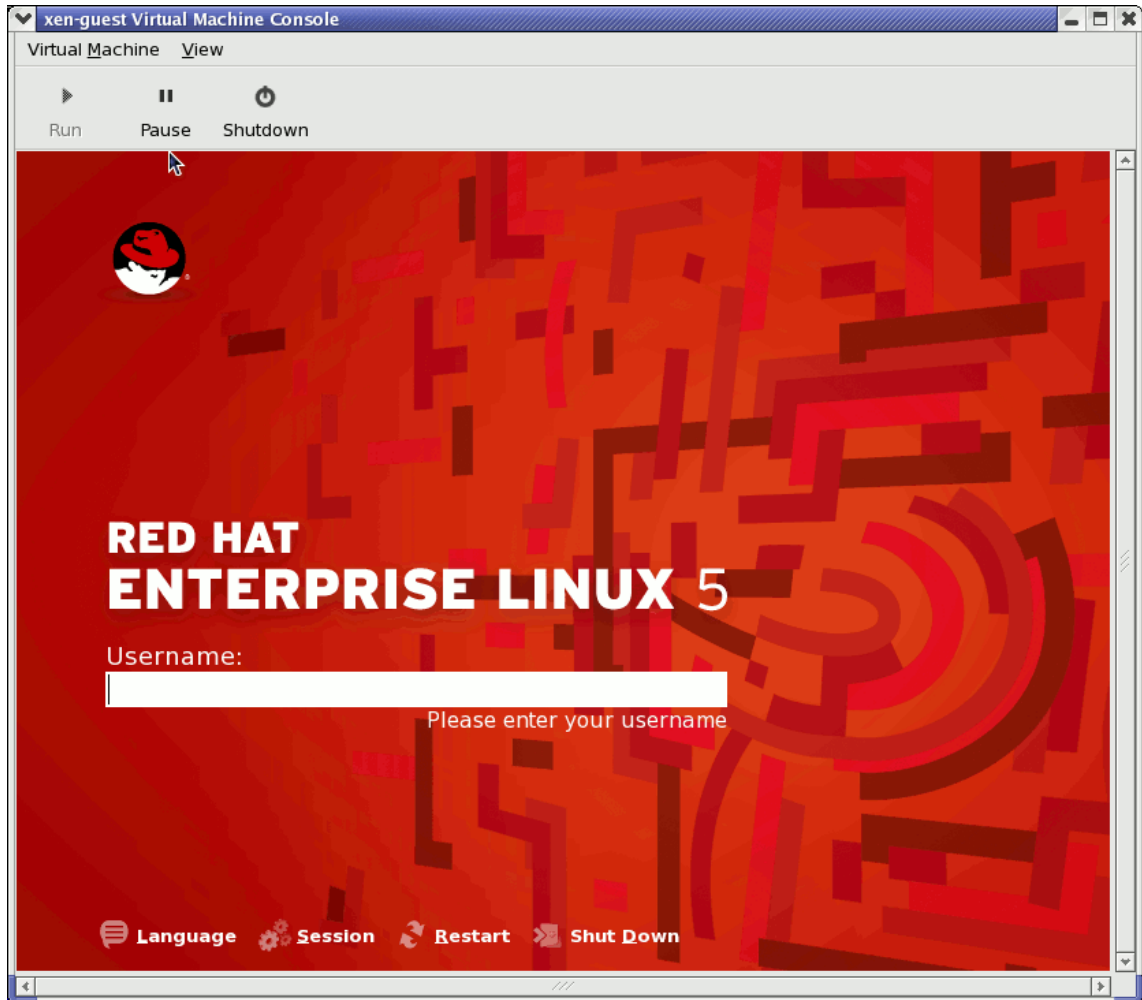 xen-guest Virtual Machine Console
Virtual Machine View
Run Pause Shutdown
RED HAT
ENTERPRISE LINUX 5
Username:
Please enter your username
Language Session Restart Shut Down